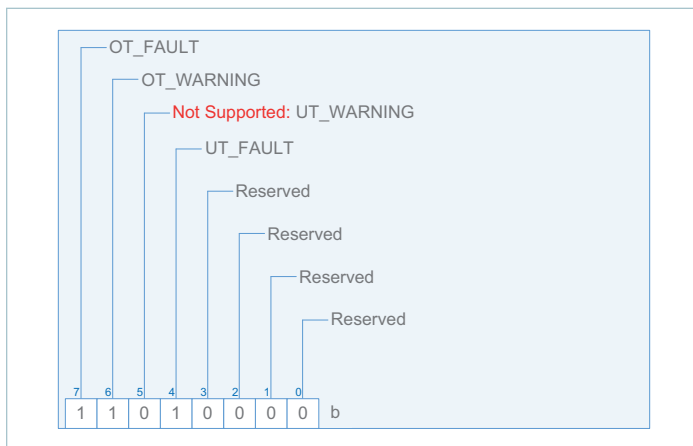 OT_FAULT
OT_WARNING
Not Supported: UT_WARNING
UT_FAULT
Reserved
Reserved
Reserved
Reserved
7 6 5 4 3 2 1 0
1 1 0 1 0 0 0 0 b